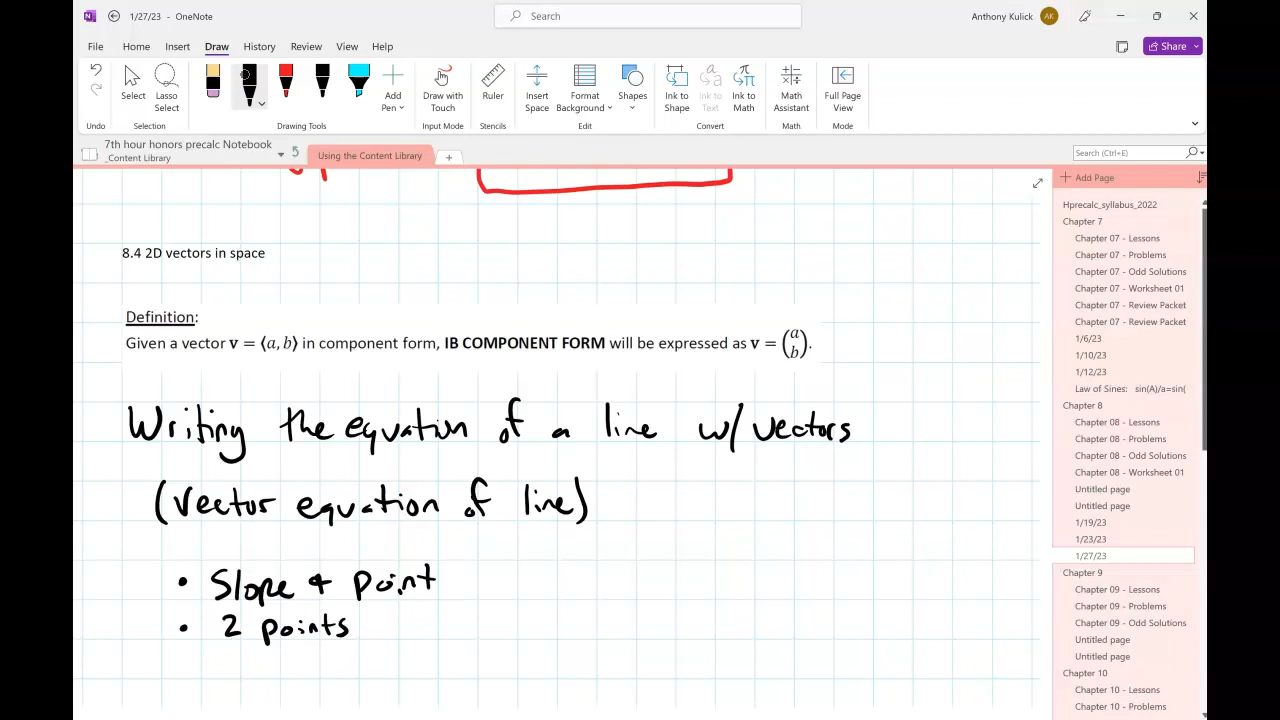 1/27/23 - OneNote
Search
Anthony Kulick
AK
File Home Insert Draw History Review View Help
Share
Undo
Select
Lasso Select
Add Pen
Draw with Touch
Ruler
Insert Space
Format Background
Shapes
Ink to Shape
Ink to Text
Ink to Math
Math Assistant
Full Page View
Selection
Drawing Tools
Input Mode
Stencils
Edit
Convert
Math
Mode
7th hour honors precalc Notebook
_Content Library
Using the Content Library
Search (Ctrl+E)
Add Page
8.4 2D vectors in space
Definition:
Given a vector v = ⟨a, b⟩ in component form, IB COMPONENT FORM will be expressed as v = (a b).
Writing the equation of a line w/ vectors
(vector equation of line)
• Slope + point
• 2 points
Hprecalc_syllabus_2022
Chapter 7
Chapter 07 - Lessons
Chapter 07 - Problems
Chapter 07 - Odd Solutions
Chapter 07 - Worksheet 01
Chapter 07 - Review Packet
Chapter 07 - Review Packet
1/6/23
1/10/23
1/12/23
Law of Sines: sin(A)/a=sin(
Chapter 8
Chapter 08 - Lessons
Chapter 08 - Problems
Chapter 08 - Odd Solutions
Chapter 08 - Worksheet 01
Untitled page
Untitled page
1/19/23
1/23/23
1/27/23
Chapter 9
Chapter 09 - Lessons
Chapter 09 - Problems
Chapter 09 - Odd Solutions
Untitled page
Untitled page
Chapter 10
Chapter 10 - Lessons
Chapter 10 - Problems